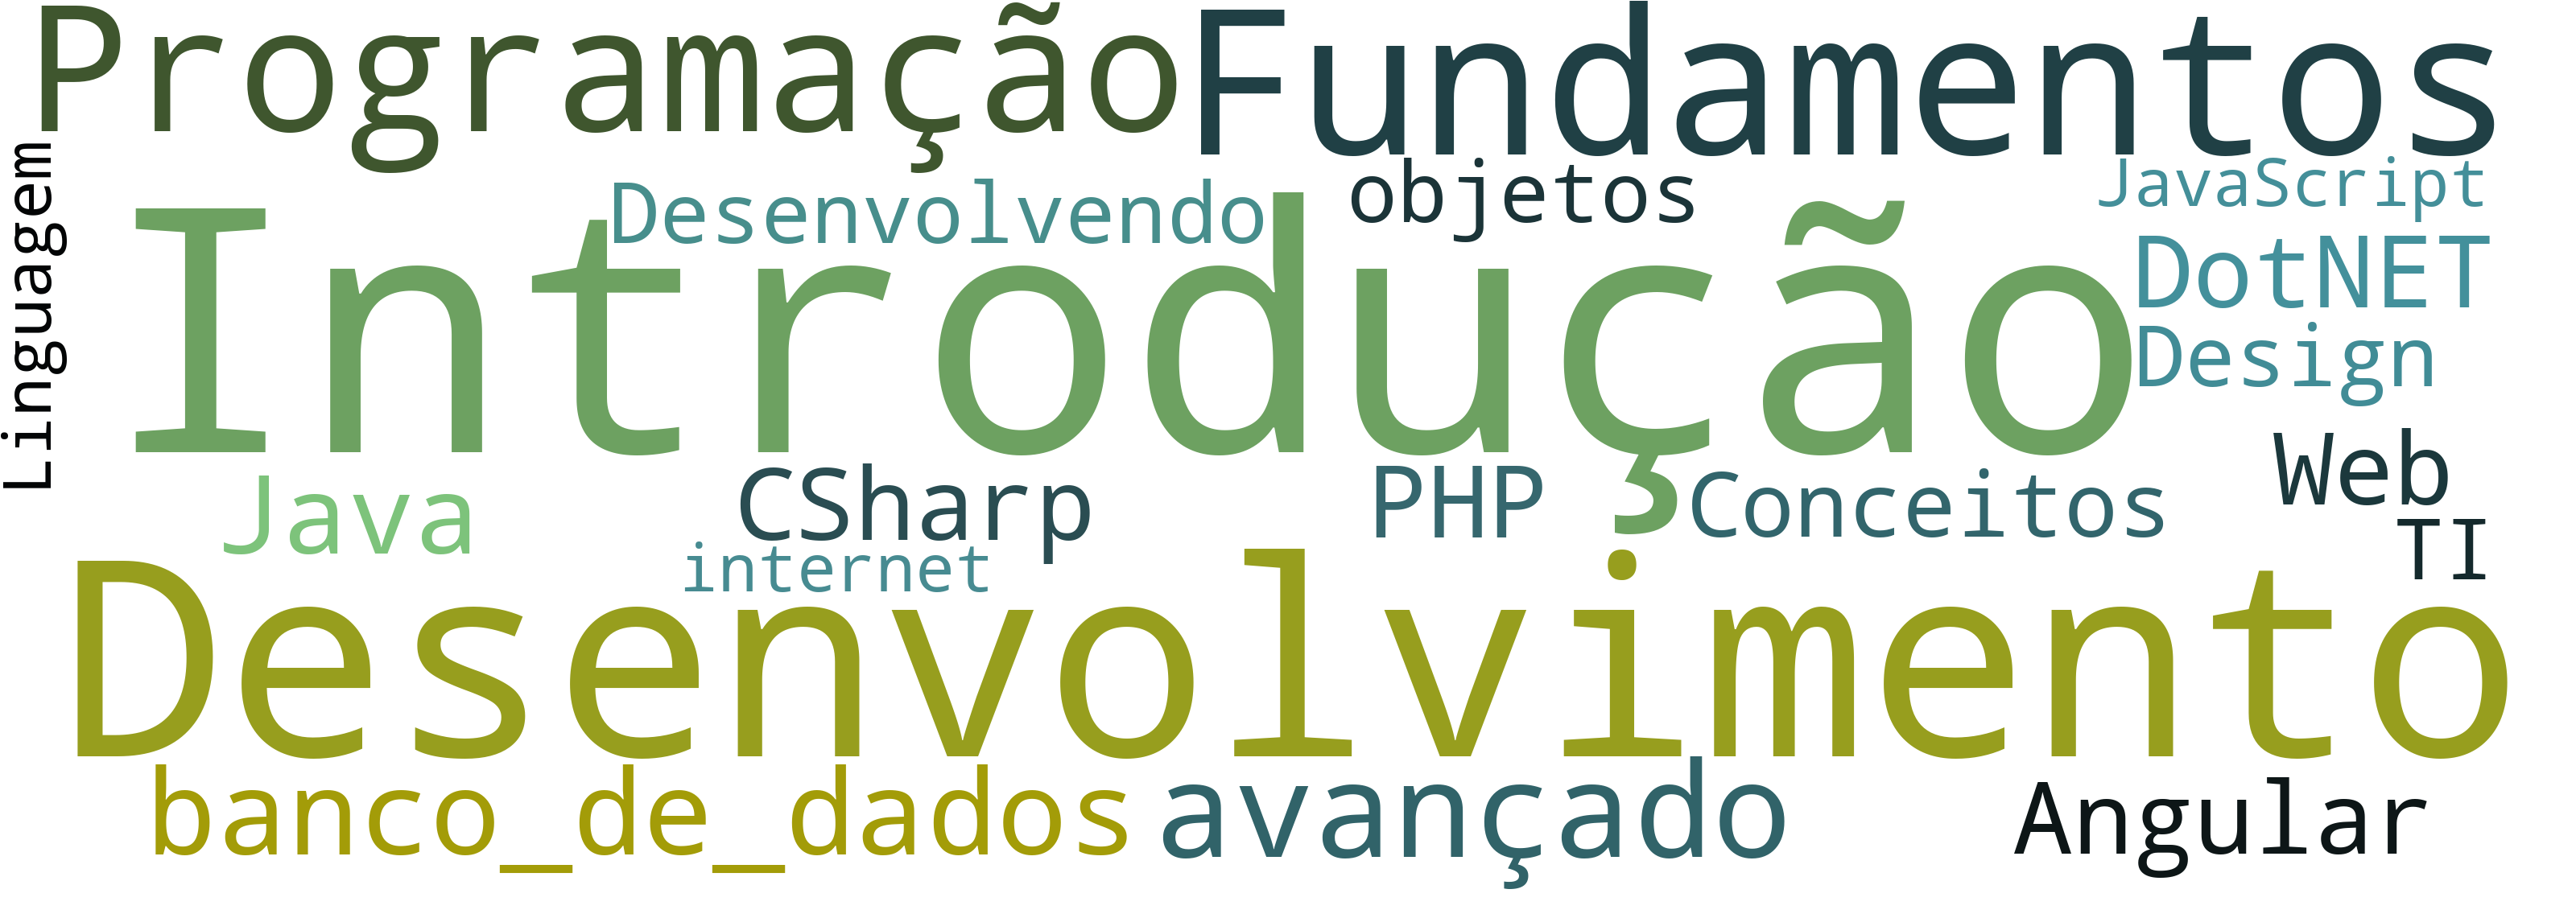 Programação Fundamentos
Linguagem
Desenvolvendo objetos JavaScript
Introdução DotNET
Design
Java CSharp PHP Conceitos Web
internet TI
Desenvolvimento
banco_de_dados avançado Angular